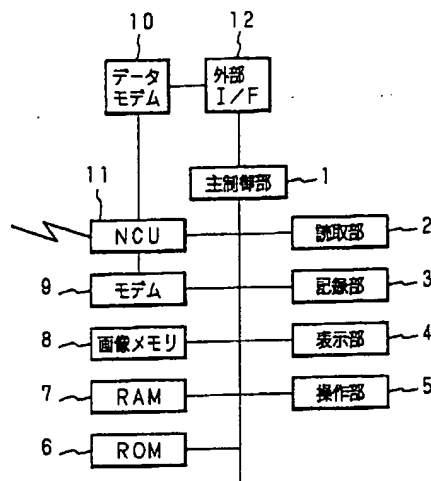 10
12
データ
モデム
外部
I/F
主制御部
1
11
NCU
読取部
2
9
モデム
記録部
3
8
画像メモリ
表示部
4
7
RAM
操作部
5
6
ROM